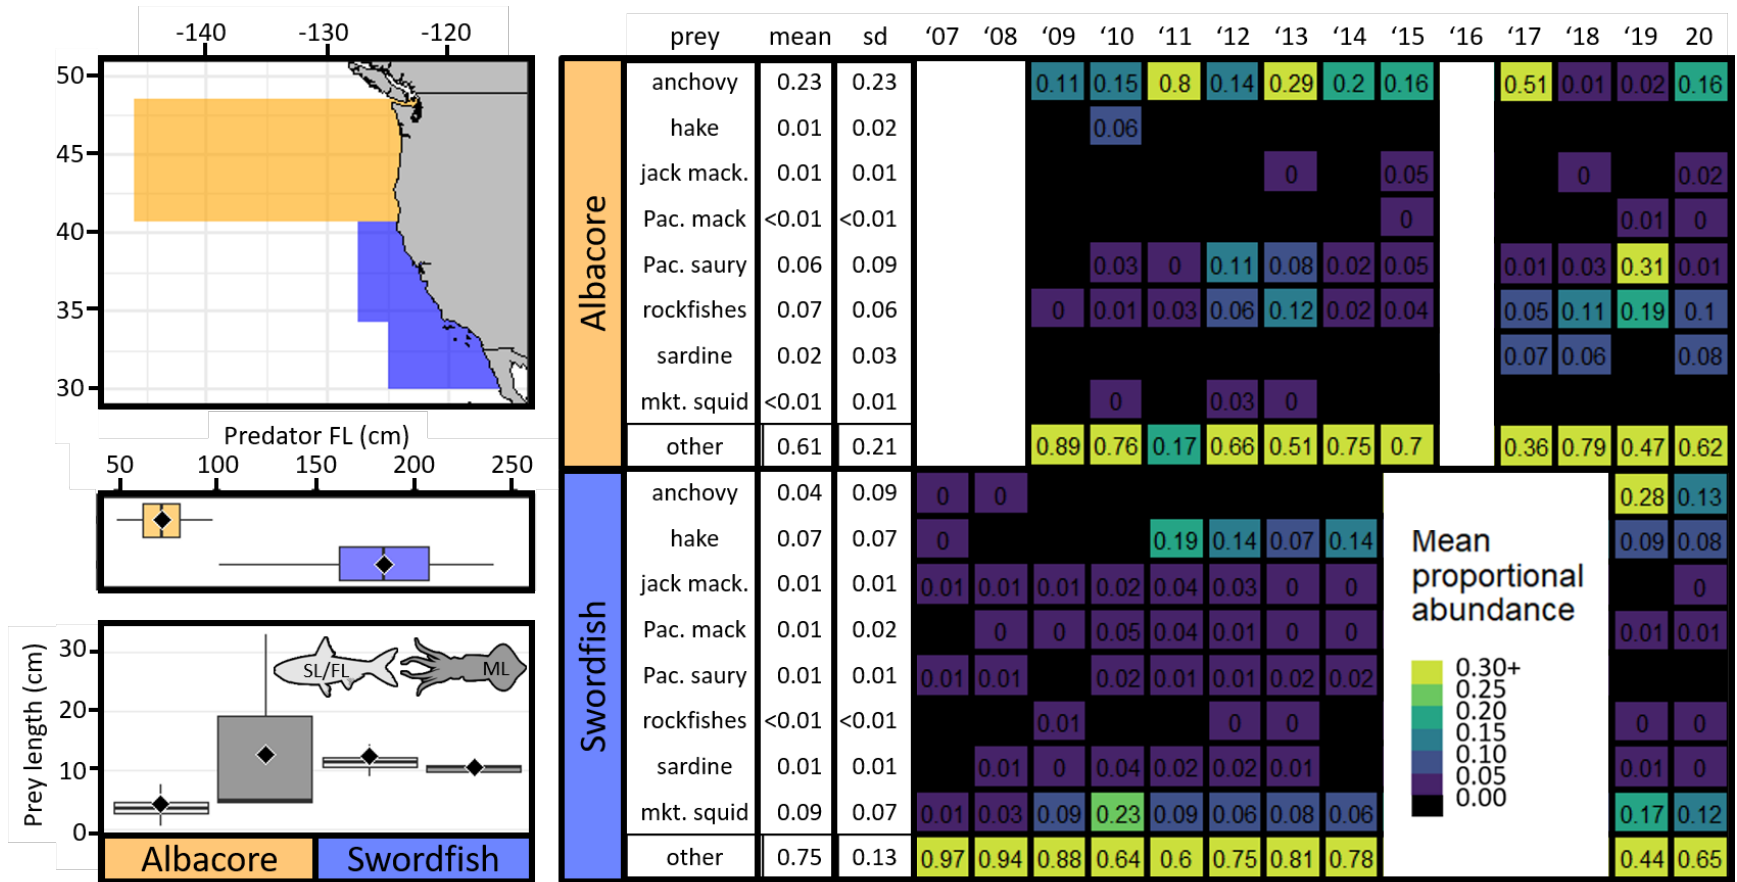 -140 -130 -120
50
45
40
35
30
Predator FL (cm)
50 100 150 200 250
Prey length (cm)
30
20
10
0
SL/FL ML
Albacore Swordfish
prey mean sd ‘07 ‘08 ‘09 ‘10 ‘11 ‘12 ‘13 ‘14 ‘15 ‘16 ‘17 ‘18 ‘19 20
Albacore
anchovy 0.23 0.23 0.11 0.15 0.8 0.14 0.29 0.2 0.16 0.51 0.01 0.02 0.16
hake 0.01 0.02 0.06
jack mack. 0.01 0.01 0 0.05 0 0.02
Pac. mack <0.01 <0.01 0 0.01 0
Pac. saury 0.06 0.09 0.03 0 0.11 0.08 0.02 0.05 0.01 0.03 0.31 0.01
rockfishes 0.07 0.06 0 0.01 0.03 0.06 0.12 0.02 0.04 0.05 0.11 0.19 0.1
sardine 0.02 0.03 0.07 0.06 0.08
mkt. squid <0.01 0.01 0 0.03 0
other 0.61 0.21 0.89 0.76 0.17 0.66 0.51 0.75 0.7 0.36 0.79 0.47 0.62
Swordfish
anchovy 0.04 0.09 0 0 0.28 0.13
hake 0.07 0.07 0 0.19 0.14 0.07 0.14 0.09 0.08
jack mack. 0.01 0.01 0.01 0.01 0.01 0.02 0.04 0.03 0 0 0
Pac. mack 0.01 0.02 0 0 0.05 0.04 0.01 0 0 0.01 0.01
Pac. saury 0.01 0.01 0.01 0.01 0.02 0.01 0.01 0.02 0.02
rockfishes <0.01 <0.01 0.01 0 0 0 0
sardine 0.01 0.01 0.01 0 0.04 0.02 0.02 0.01 0.01 0
mkt. squid 0.09 0.07 0.01 0.03 0.09 0.23 0.09 0.06 0.08 0.06 0.17 0.12
other 0.75 0.13 0.97 0.94 0.88 0.64 0.6 0.75 0.81 0.78 0.44 0.65
Mean
proportional
abundance
0.30+
0.25
0.20
0.15
0.10
0.05
0.00